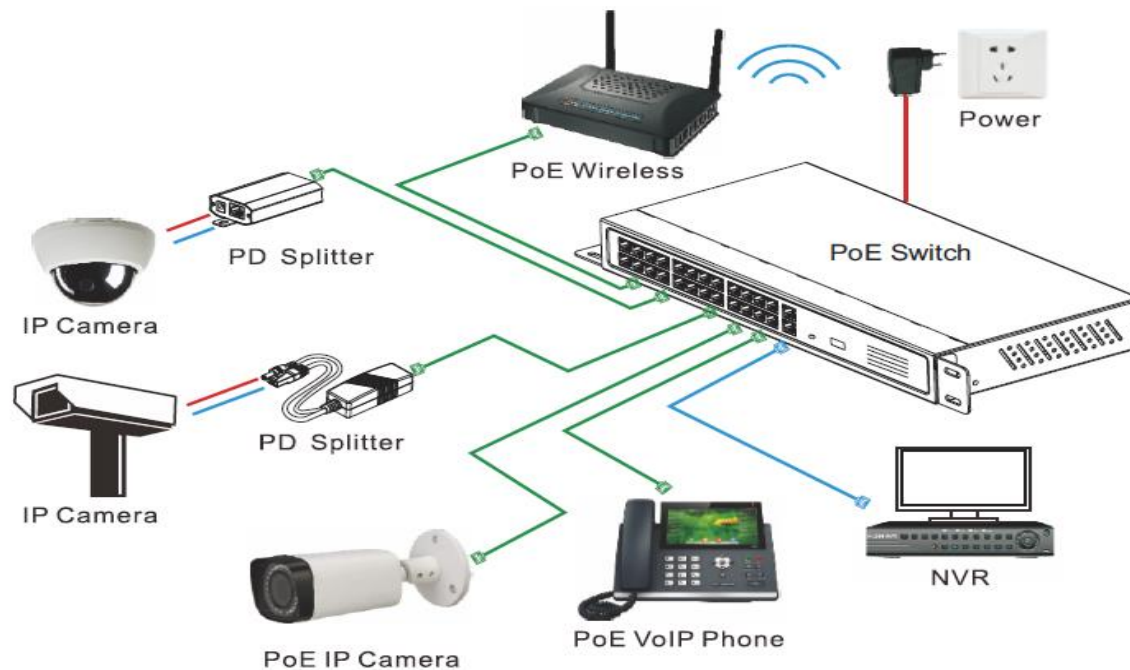 PoE Wireless
Power
PoE Switch
PD Splitter
IP Camera
PD Splitter
IP Camera
NVR
PoE VoIP Phone
PoE IP Camera